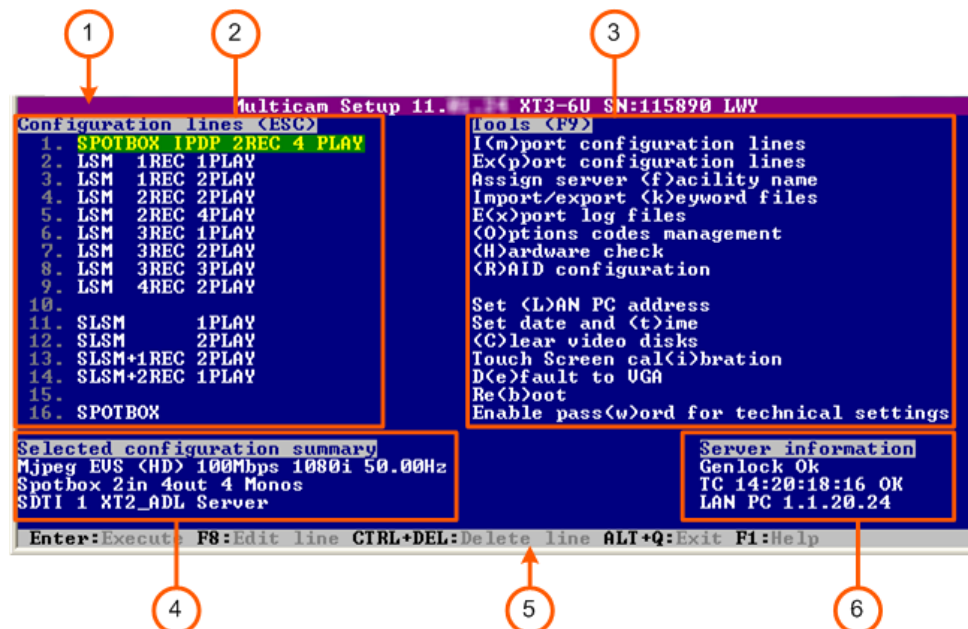 1
2
3
Multicam Setup 11. XT3-6U SN:115890 LWY
Configuration lines (ESC)
1. SPOTBOX IPDP 2REC 4 PLAY
2. LSM 1REC 1PLAY
3. LSM 1REC 2PLAY
4. LSM 2REC 2PLAY
5. LSM 2REC 4PLAY
6. LSM 3REC 1PLAY
7. LSM 3REC 2PLAY
8. LSM 3REC 3PLAY
9. LSM 4REC 2PLAY
10.
11. SLSM 1PLAY
12. SLSM 2PLAY
13. SLSM+1REC 2PLAY
14. SLSM+2REC 1PLAY
15.
16. SPOTBOX
Tools (F9)
I(m)port configuration lines
Ex(p)ort configuration lines
Assign server (f)acility name
Import/export (k)eyword files
E(x)port log files
(O)ptions codes management
(H)ardware check
(R)AID configuration
Set (L)AN PC address
Set date and (t)ime
(C)lear video disks
Touch Screen cal(i)bration
D(e)fault to VGA
Re(b)oot
Enable pass(w)ord for technical settings
Selected configuration summary
Mjpeg EVS (HD) 100Mbps 1080i 50.00Hz
Spotbox 2in 4out 4 Monos
SDTI 1 XT2_ADL Server
Server information
Genlock Ok
TC 14:20:18:16 OK
LAN PC 1.1.20.24
Enter:Execute F8:Edit line CTRL+DEL:Delete line ALT+Q:Exit F1:Help
4
5
6